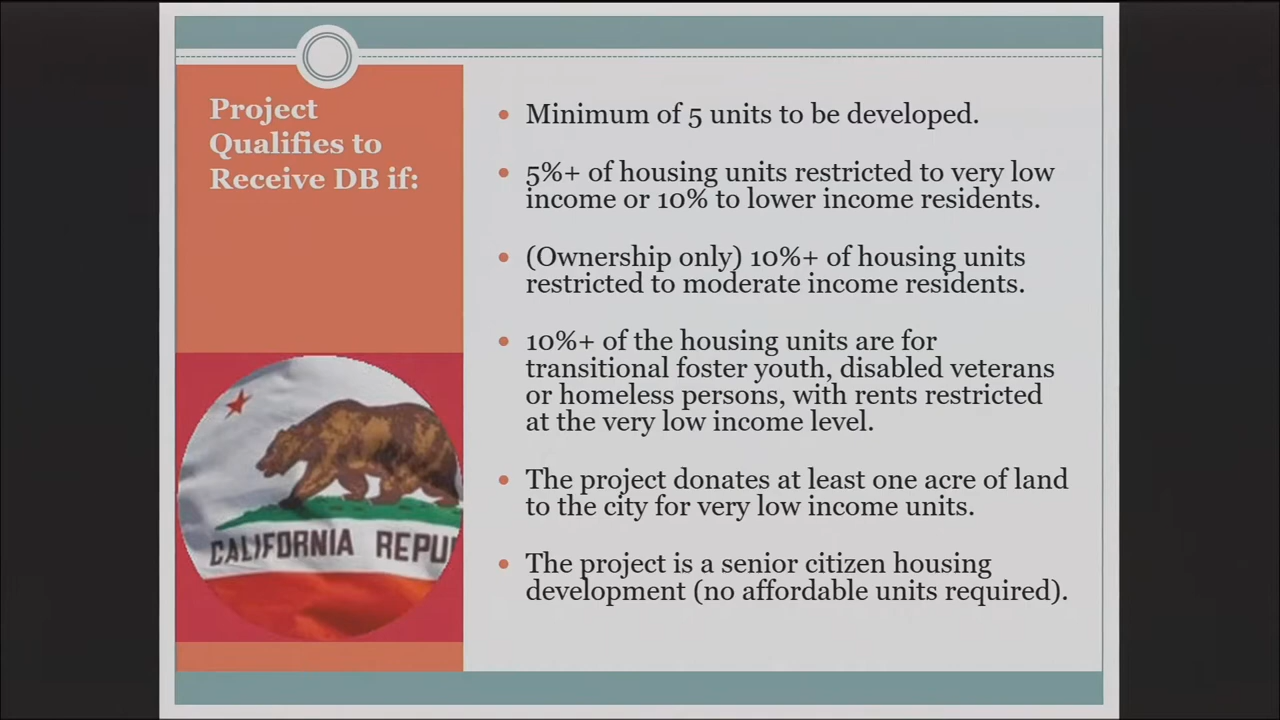 Project
Qualifies to
Receive DB if:
• Minimum of 5 units to be developed.
• 5%+ of housing units restricted to very low
income or 10% to lower income residents.
• (Ownership only) 10%+ of housing units
restricted to moderate income residents.
• 10%+ of the housing units are for
transitional foster youth, disabled veterans
or homeless persons, with rents restricted
at the very low income level.
• The project donates at least one acre of land
to the city for very low income units.
• The project is a senior citizen housing
development (no affordable units required).
CALIFORNIA REPU